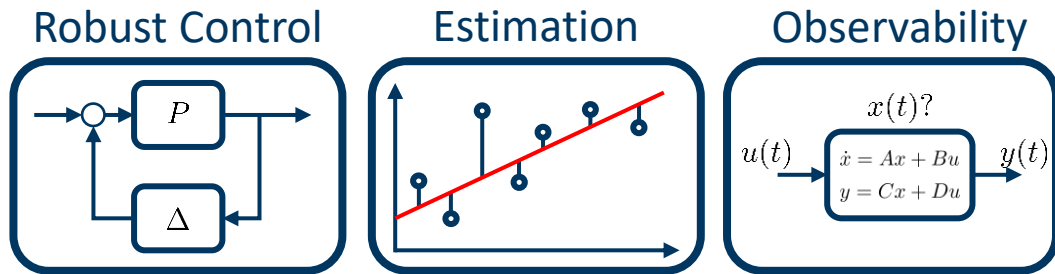 Robust Control
P
Δ
Estimation
Observability
x(t)?
u(t)
ẋ = Ax + Bu
y = Cx + Du
y(t)